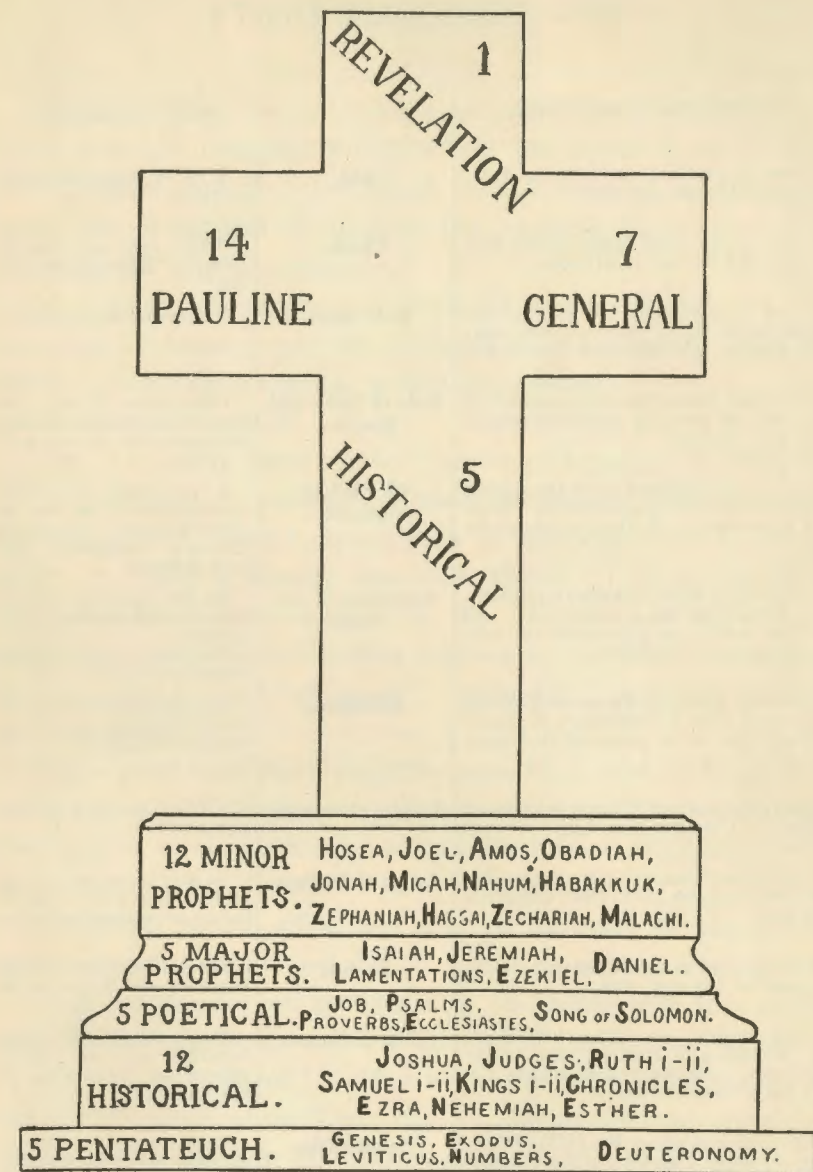 1
REVELATION
14
PAULINE
7
GENERAL
5
HISTORICAL
12 MINOR
PROPHETS.
HOSEA, JOEL, AMOS, OBADIAH,
JONAH, MICAH, NAHUM, HABAKKUK,
ZEPHANIAH, HAGGAI, ZECHARIAH, MALACHI.
5 MAJOR
PROPHETS.
ISAIAH, JEREMIAH,
LAMENTATIONS, EZEKIEL,
DANIEL.
5 POETICAL.
JOB, PSALMS,
PROVERBS, ECCLESIASTES,
SONG OF SOLOMON.
12
HISTORICAL.
JOSHUA, JUDGES, RUTH i-ii,
SAMUEL i-ii, KINGS i-ii, CHRONICLES,
EZRA, NEHEMIAH, ESTHER.
5 PENTATEUCH.
GENESIS, EXODUS,
LEVITICUS, NUMBERS,
DEUTERONOMY.